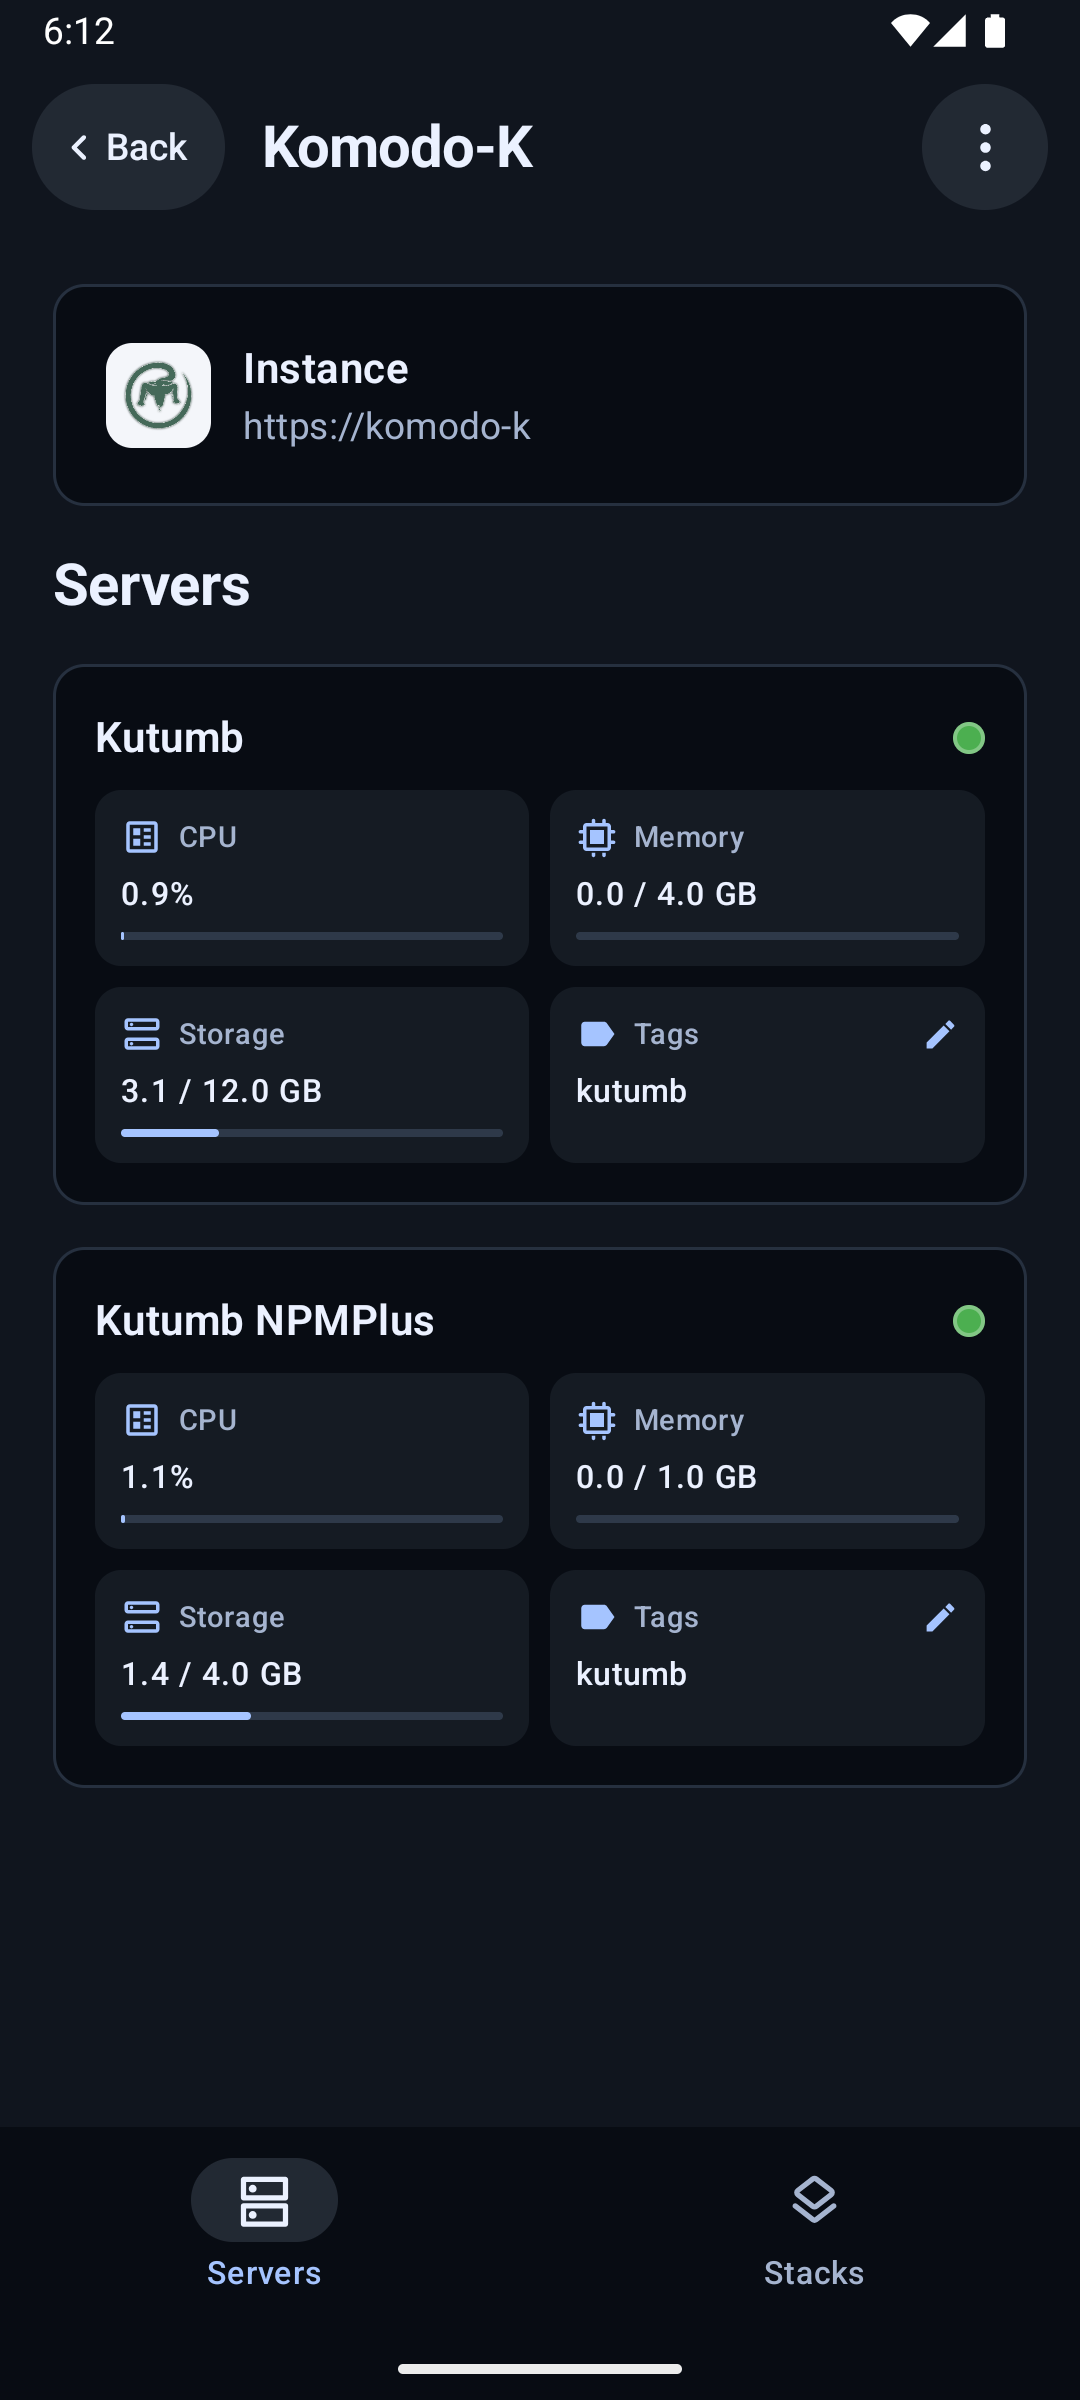 6:12
Back
Komodo-K
Instance
https://komodo-k
Servers
Kutumb
CPU
Memory
0.9%
0.0 / 4.0 GB
Storage
Tags
3.1 / 12.0 GB
kutumb
Kutumb NPMPlus
CPU
Memory
1.1%
0.0 / 1.0 GB
Storage
Tags
1.4 / 4.0 GB
kutumb
Servers
Stacks